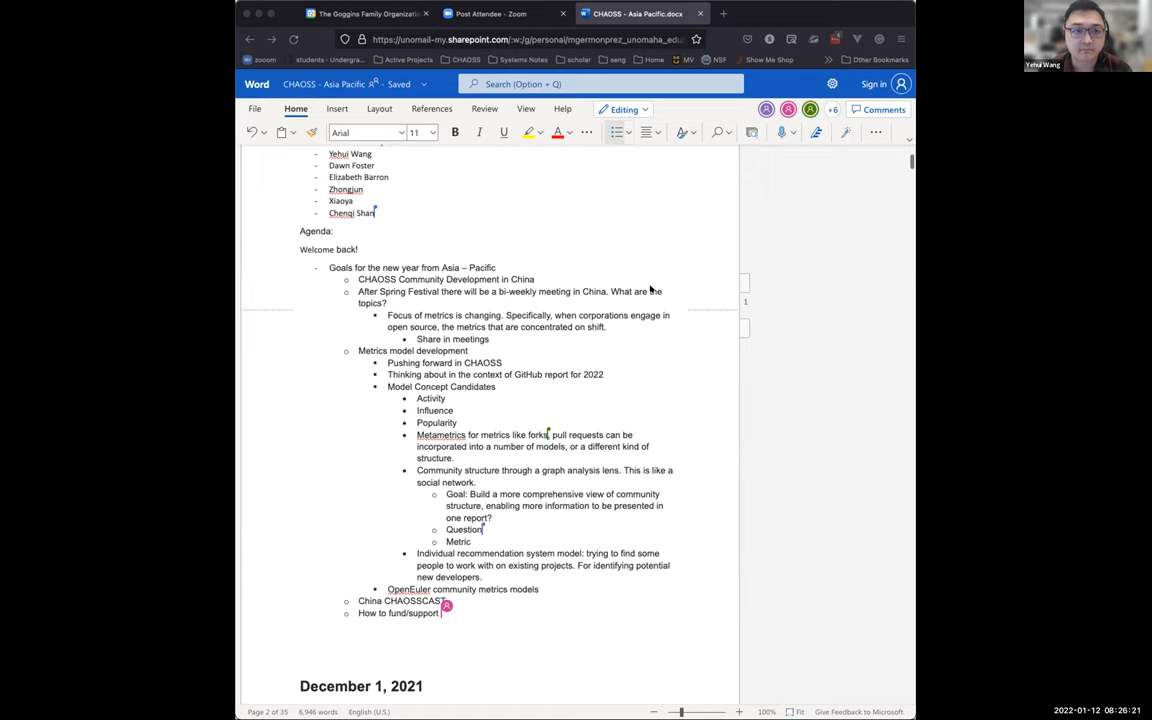 The Goggins Family Organizatio
Post Attendee - Zoom
CHAOSS - Asia Pacific.docx
https://unomail-my.sharepoint.com/:w:/g/personal/mgermonprez_unomaha_edu
zooom
students - Undergra...
Active Projects
CHAOSS
Systems Notes
scholar
seng
Home
MV
NSF
Show Me Shop
Other Bookmarks
Word
CHAOSS - Asia Pacific - Saved
Search (Option + Q)
Sign in
File
Home
Insert
Layout
References
Review
View
Help
Editing
+6
Comments
Arial
11
- Yehui Wang
- Dawn Foster
- Elizabeth Barron
- Zhongjun
- Xiaoya
- Chenqi Shan
Agenda:
Welcome back!
- Goals for the new year from Asia – Pacific
o CHAOSS Community Development in China
o After Spring Festival there will be a bi-weekly meeting in China. What are the
topics?
▪ Focus of metrics is changing. Specifically, when corporations engage in
open source, the metrics that are concentrated on shift.
• Share in meetings
o Metrics model development
▪ Pushing forward in CHAOSS
▪ Thinking about in the context of GitHub report for 2022
▪ Model Concept Candidates
• Activity
• Influence
• Popularity
• Metametrics for metrics like forks, pull requests can be
incorporated into a number of models, or a different kind of
structure.
• Community structure through a graph analysis lens. This is like a
social network.
o Goal: Build a more comprehensive view of community
structure, enabling more information to be presented in
one report?
o Question
o Metric
• Individual recommendation system model: trying to find some
people to work with on existing projects. For identifying potential
new developers.
▪ OpenEuler community metrics models
o China CHAOSSCAST
o How to fund/support
December 1, 2021
1
Page 2 of 35
6,946 words
English (U.S.)
100%
Fit
Give Feedback to Microsoft
Yehui Wang
2022-01-12 08:26:21